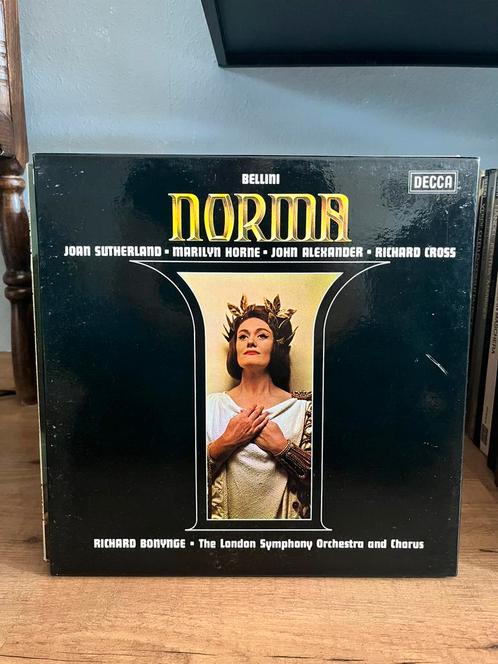 BELLINI
DECCA
NORMA
JOAN SUTHERLAND • MARILYN HORNE • JOHN ALEXANDER • RICHARD CROSS
RICHARD BONYNGE • The London Symphony Orchestra and Chorus